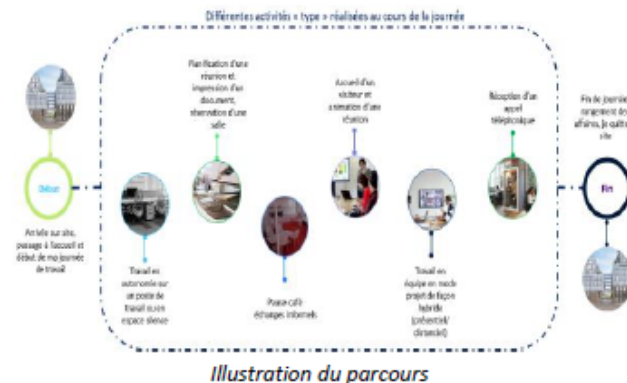 Différentes activités « type » réalisées au cours de la journée
Planification d'une
réunion et
impression d'un
document,
réservation d'une
salle
Accueil d'un
visiteur et
animation d'une
réunion
Réception d'un
appel
téléphonique
Fin de journée,
rangement des
affaires, je quitte
site
Début
Fin
Arrivée sur site,
passage à l'accueil et
début de ma journée
de travail
Travail en
autonomie sur
un poste de
travail ou en
espace silence
Pause café
échanges informels
Travail en
équipe en mode
projet de façon
hybride
(présentiel/
distanciel)
Illustration du parcours